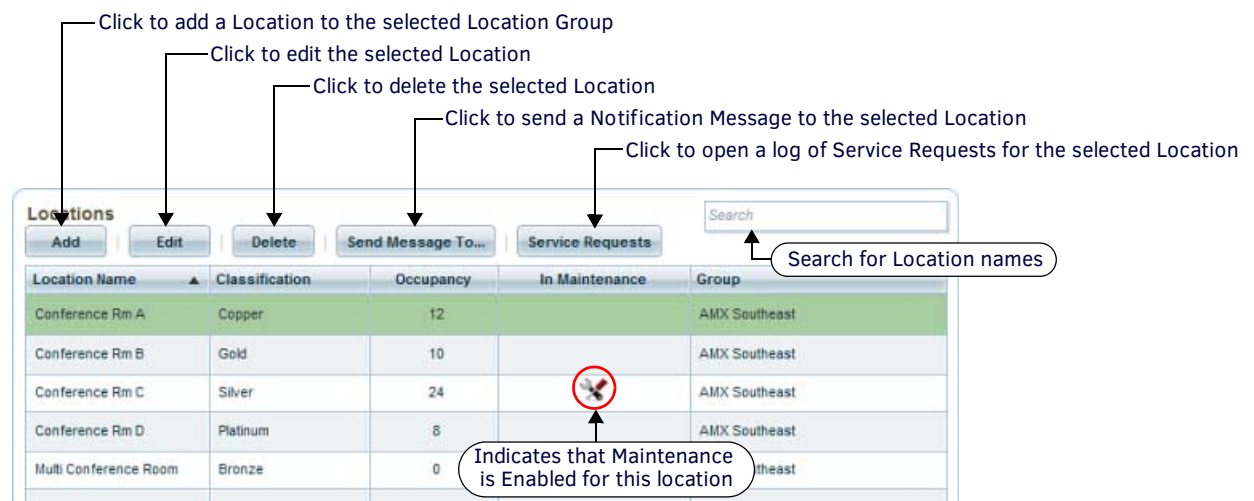 Click to add a Location to the selected Location Group
Click to edit the selected Location
Click to delete the selected Location
Click to send a Notification Message to the selected Location
Click to open a log of Service Requests for the selected Location
Locations
Search
Add Edit Delete Send Message To... Service Requests
Search for Location names
Location Name Classification Occupancy In Maintenance Group
Conference Rm A Copper 12 AMX Southeast
Conference Rm B Gold 10 AMX Southeast
Conference Rm C Silver 24 AMX Southeast
Conference Rm D Platinum 8 AMX Southeast
Indicates that Maintenance
is Enabled for this location
Multi Conference Room Bronze 0